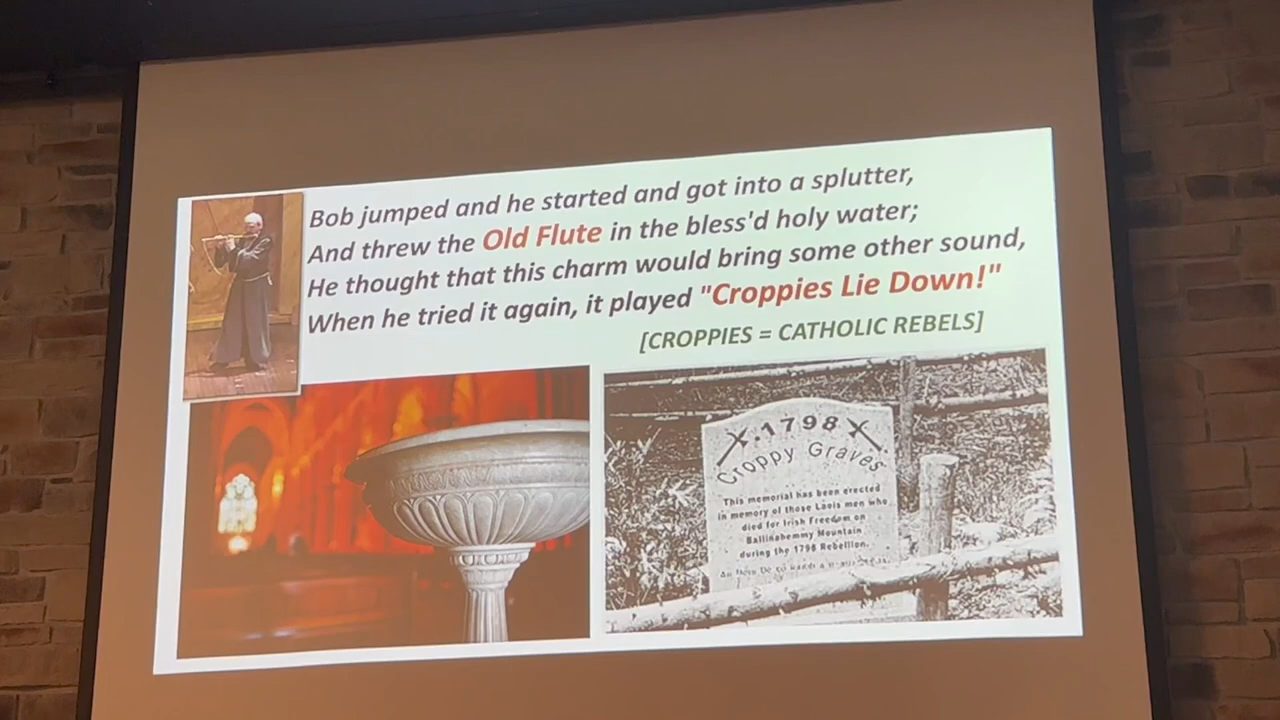 Bob jumped and he started and got into a splutter,
And threw the Old Flute in the bless'd holy water;
He thought that this charm would bring some other sound,
When he tried it again, it played "Croppies Lie Down!"
[CROPPIES = CATHOLIC REBELS]
1798
Croppy Graves
This memorial has been erected
in memory of those Laois men who
died for Irish Freedom on
Ballinahemmy Mountain
during the 1798 Rebellion.